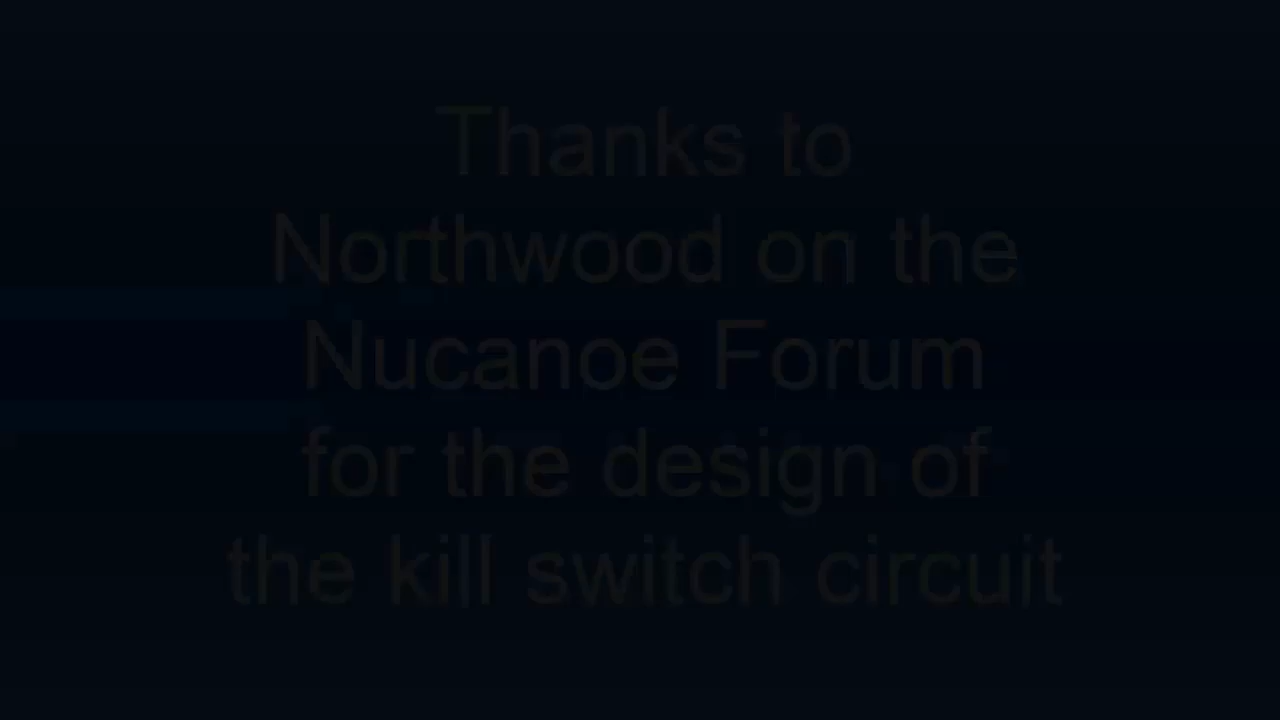 Thanks to
Northwood on the
Nucanoe Forum
for the design of
the kill switch circuit